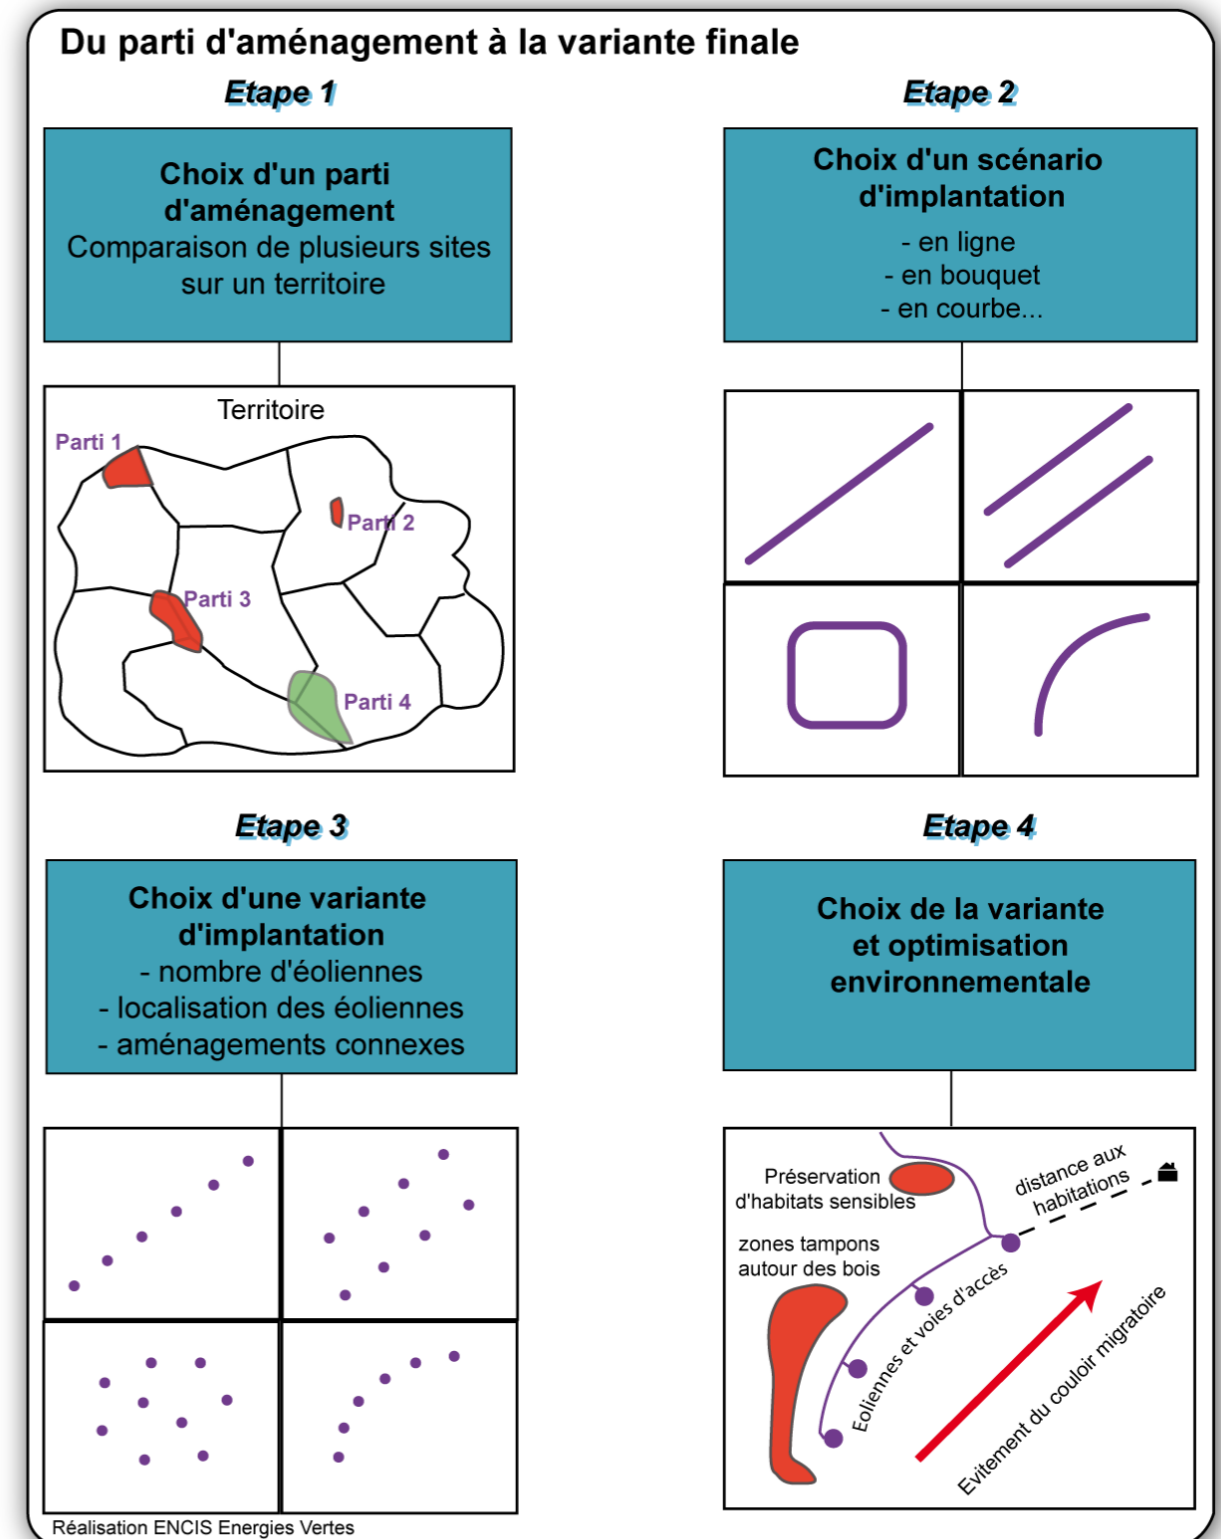 Du parti d'aménagement à la variante finale
Etape 1
Choix d'un parti
d'aménagement
Comparaison de plusieurs sites
sur un territoire
Territoire
Parti 1
Parti 2
Parti 3
Parti 4
Etape 2
Choix d'un scénario
d'implantation
- en ligne
- en bouquet
- en courbe...
Etape 3
Choix d'une variante
d'implantation
- nombre d'éoliennes
- localisation des éoliennes
- aménagements connexes
Etape 4
Choix de la variante
et optimisation
environnementale
Préservation
d'habitats sensibles
distance aux
habitations
zones tampons
autour des bois
Eoliennes et voies d'accès
Evitement du couloir migratoire
Réalisation ENCIS Energies Vertes